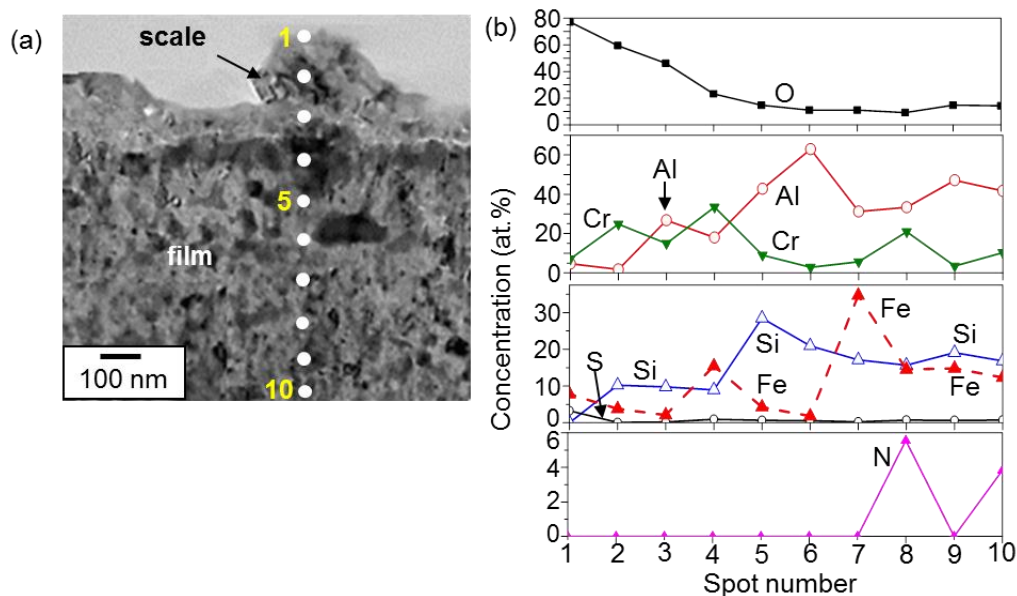 (a)
scale
1
5
film
100 nm
10
(b)
Concentration (at.%)
80
60
40
20
0
O
60
40
20
0
Al
Al
Cr
Cr
30
20
10
0
Fe
Si
S
Si
Fe
Fe
6
4
2
0
N
1 2 3 4 5 6 7 8 9 10
Spot number